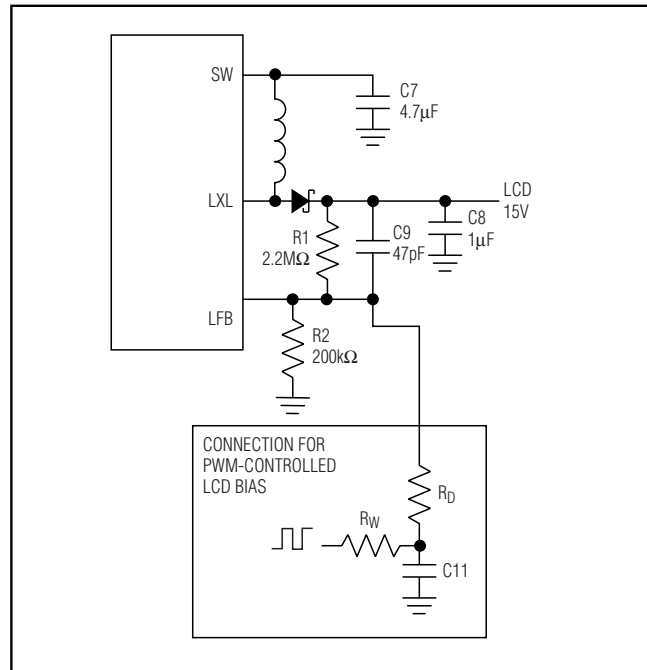 SW
C7
4.7μF
LXL
LCD
15V
R1
2.2MΩ
C9
47pF
C8
1μF
LFB
R2
200kΩ
CONNECTION FOR
PWM-CONTROLLED
LCD BIAS
RD
RW
C11